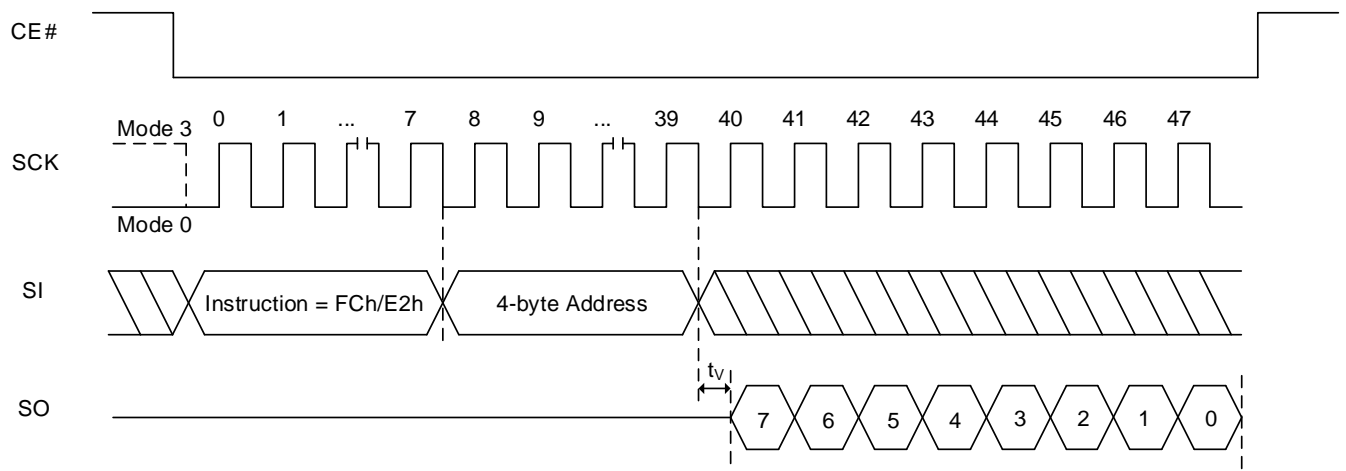 CE#
Mode 3 0 1 ... 7 8 9 ... 39 40 41 42 43 44 45 46 47
SCK
Mode 0
SI Instruction = FCh/E2h 4-byte Address
tV
SO 7 6 5 4 3 2 1 0